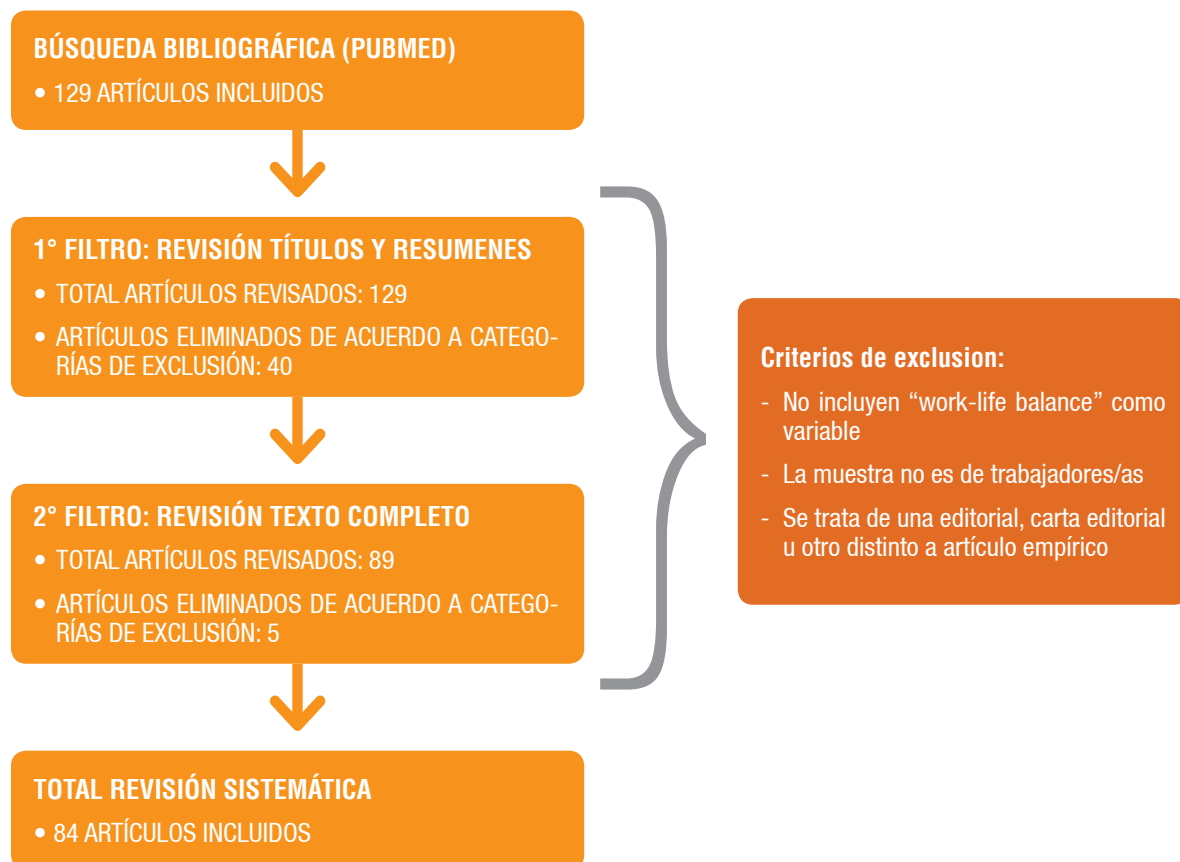 BÚSQUEDA BIBLIOGRÁFICA (PUBMED)
• 129 ARTÍCULOS INCLUIDOS
1° FILTRO: REVISIÓN TÍTULOS Y RESUMENES
• TOTAL ARTÍCULOS REVISADOS: 129
• ARTÍCULOS ELIMINADOS DE ACUERDO A CATEGO-
RÍAS DE EXCLUSIÓN: 40
2° FILTRO: REVISIÓN TEXTO COMPLETO
• TOTAL ARTÍCULOS REVISADOS: 89
• ARTÍCULOS ELIMINADOS DE ACUERDO A CATEGO-
RÍAS DE EXCLUSIÓN: 5
TOTAL REVISIÓN SISTEMÁTICA
• 84 ARTÍCULOS INCLUIDOS
Criterios de exclusion:
- No incluyen “work-life balance” como
variable
- La muestra no es de trabajadores/as
- Se trata de una editorial, carta editorial
u otro distinto a artículo empírico